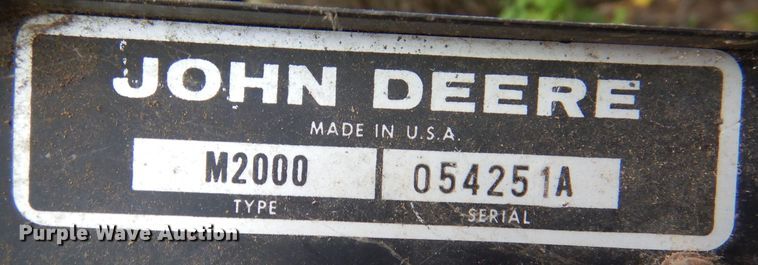 JOHN DEERE
MADE IN U.S.A.
M2000 054251A
TYPE SERIAL
Purple Wave Auction